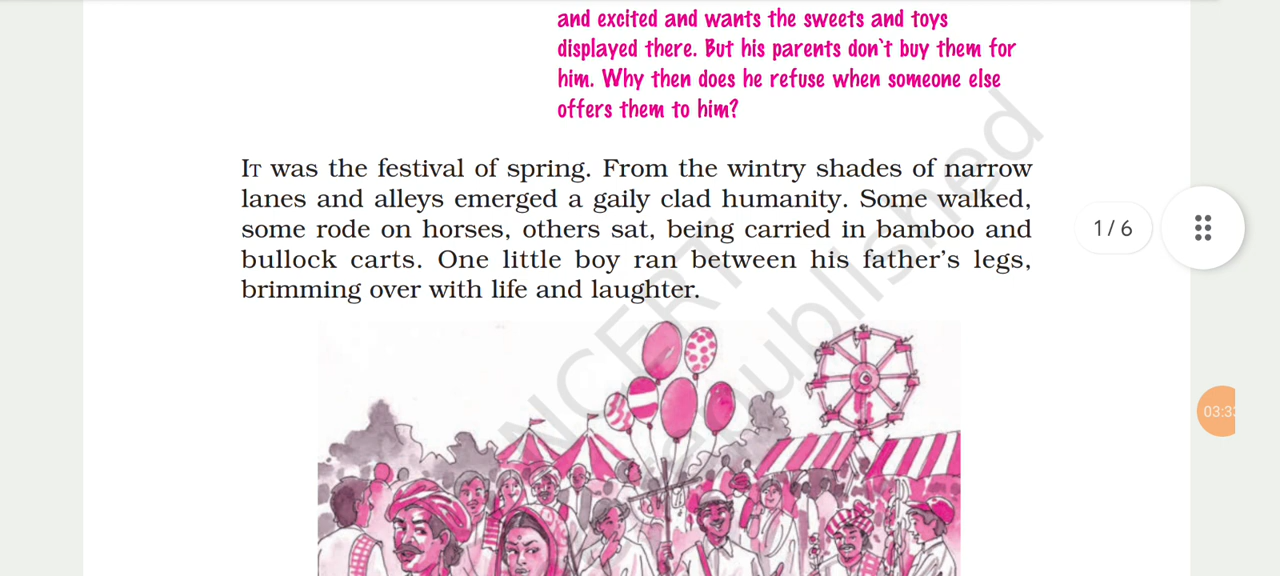 and excited and wants the sweets and toys
displayed there. But his parents don't buy them for
him. Why then does he refuse when someone else
offers them to him?
IT was the festival of spring. From the wintry shades of narrow
lanes and alleys emerged a gaily clad humanity. Some walked,
some rode on horses, others sat, being carried in bamboo and
bullock carts. One little boy ran between his father's legs,
brimming over with life and laughter.
1 / 6
NCERT
republished